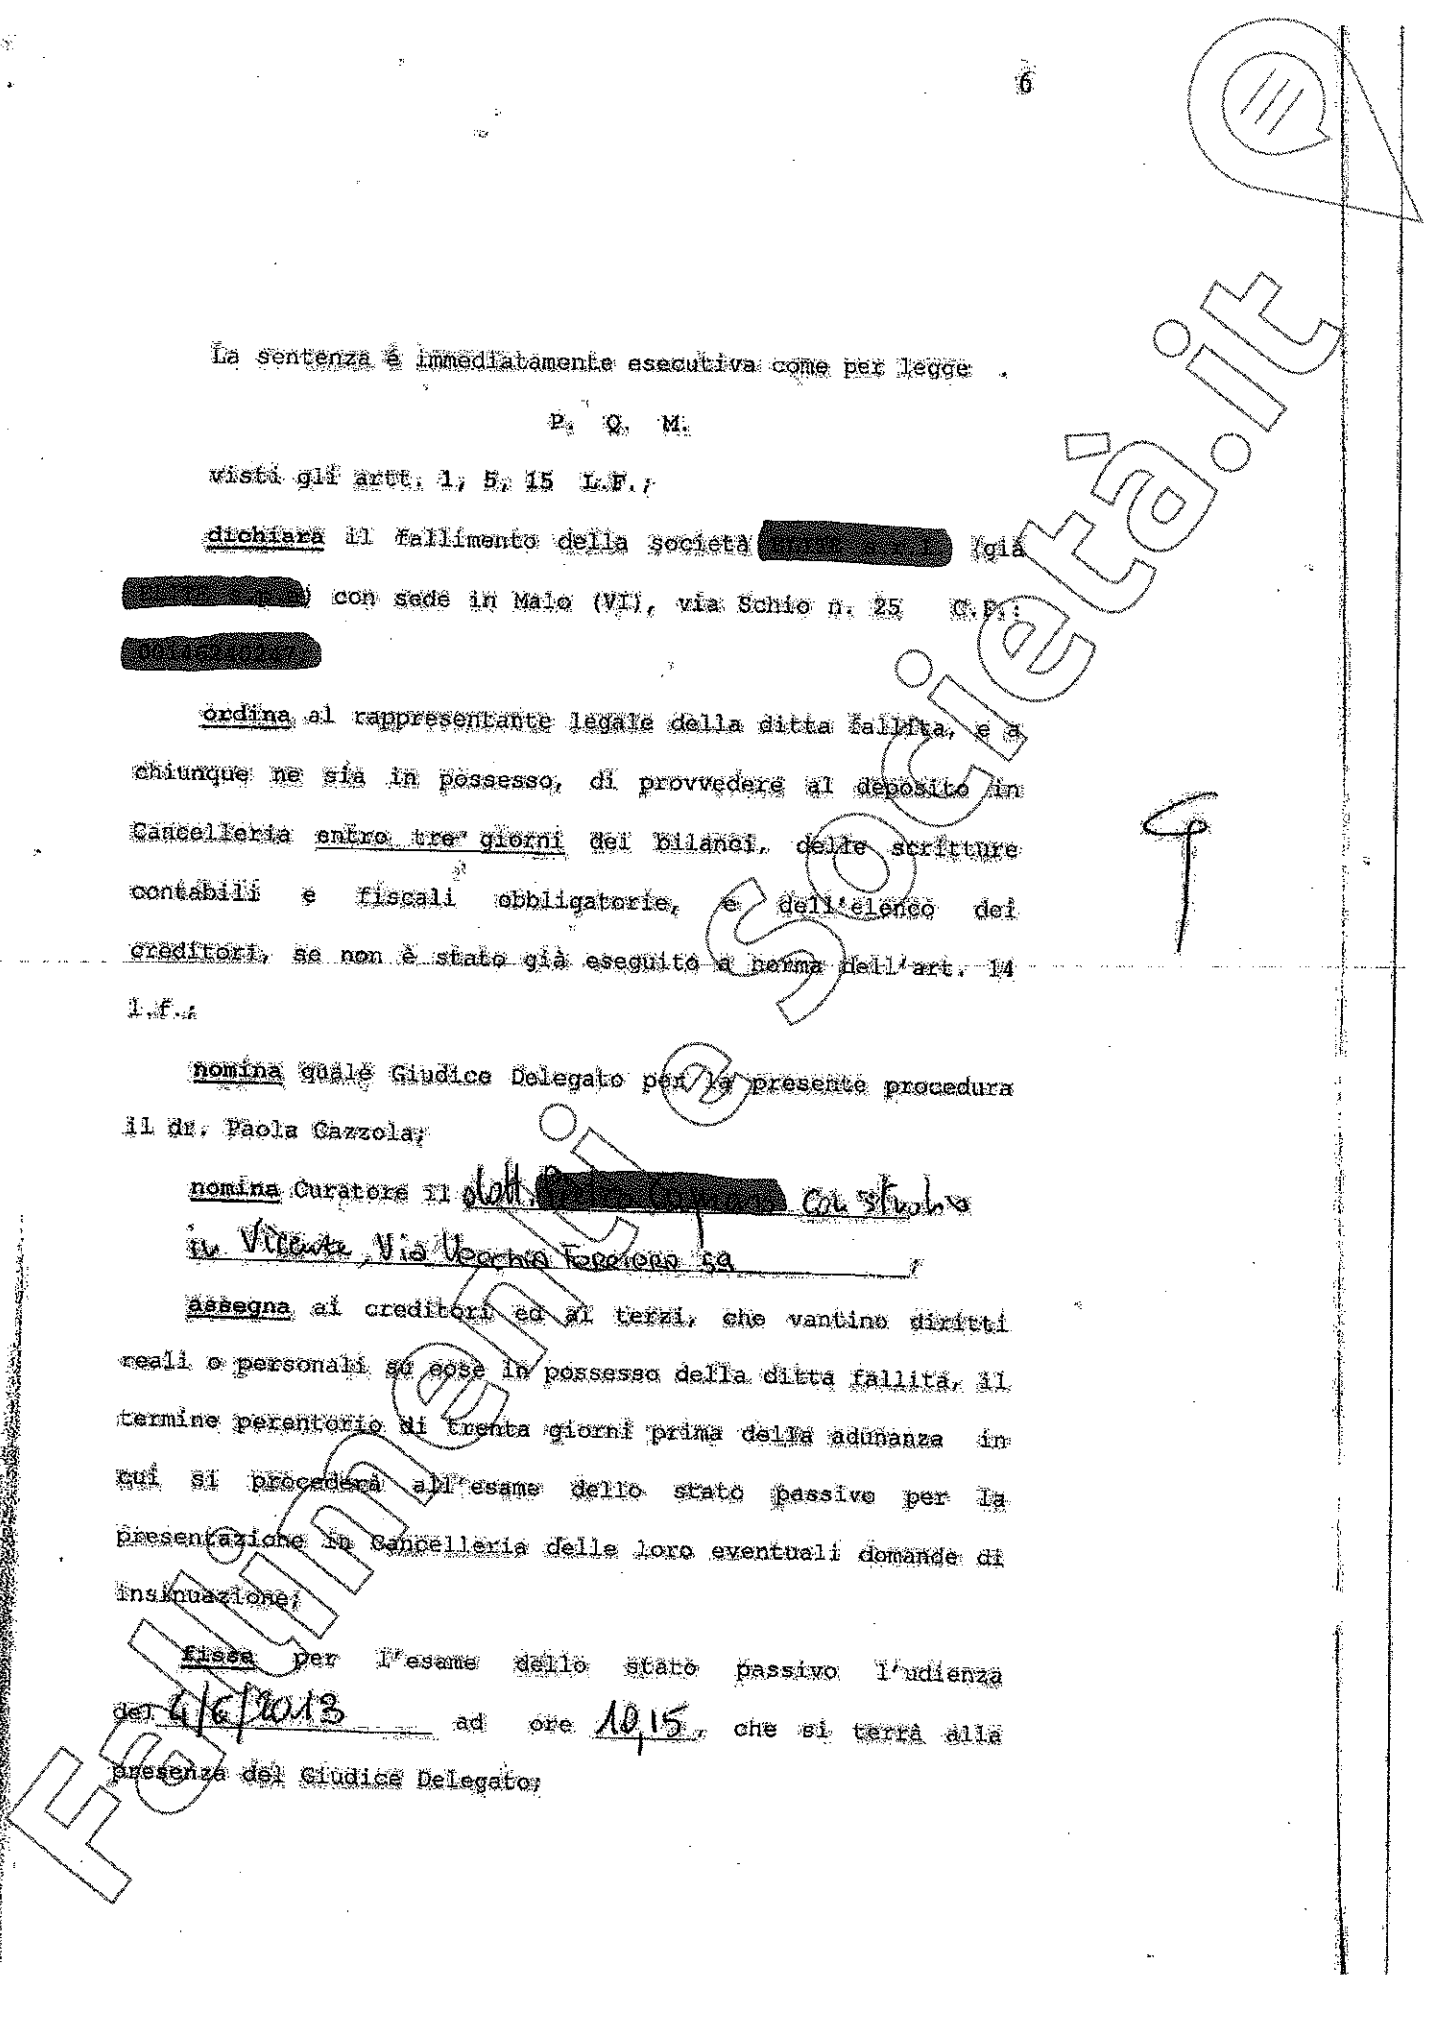 6
La sentenza è immediatamente esecutiva come per legge .
P. Q. M.
visti gli artt. 1, 5, 15 L.F.;
dichiara il fallimento della società (già
) con sede in Malo (VI), via Schio n. 25 C.F.:
ordina al rappresentante legale della ditta fallita, e a
chiunque ne sia in possesso, di provvedere al deposito in
Cancelleria entro tre giorni dei bilanci, delle scritture
contabili e fiscali obbligatorie, e dell'elenco dei
creditori, se non è stato già eseguito a norma dell'art. 14
l.f.;
nomina quale Giudice Delegato per la presente procedura
il dr. Paola Cazzola;
nomina Curatore il dott. con studio
in Vicenza, Via Vecchia Ferriera 59 ;
assegna ai creditori ed ai terzi, che vantino diritti
reali o personali su cose in possesso della ditta fallita, il
termine perentorio di trenta giorni prima della adunanza in
cui si procederà all'esame dello stato passivo per la
presentazione in Cancelleria delle loro eventuali domande di
insinuazione;
fissa per l'esame dello stato passivo l'udienza
del 4/6/2013 ad ore 10,15, che si terrà alla
presenza del Giudice Delegato;
Fallimenti e Società.it